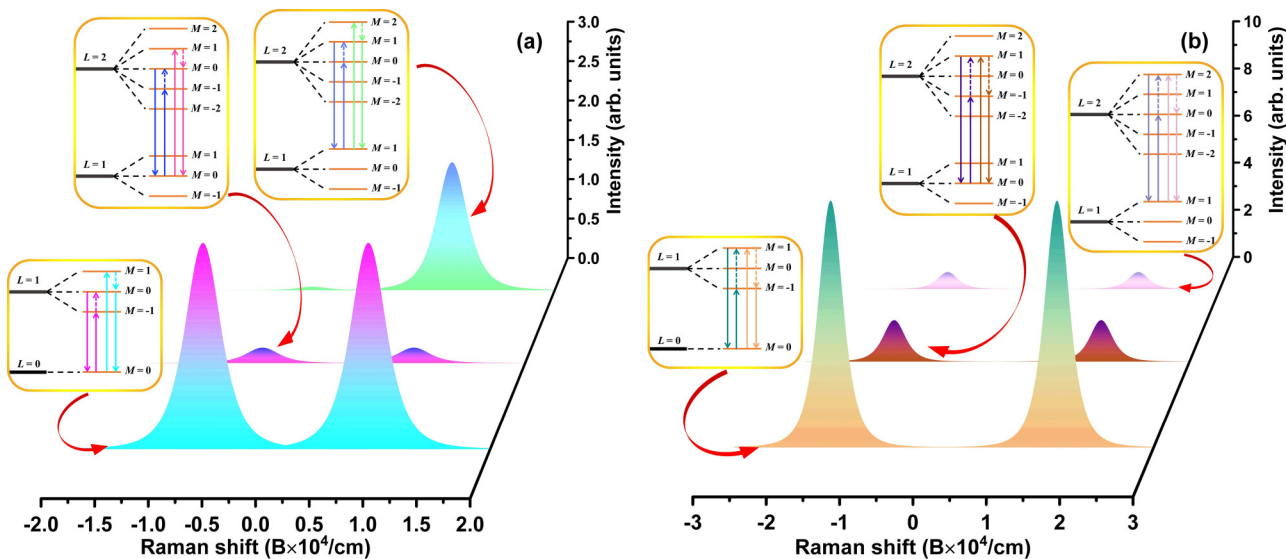 (a)
M = 2
M = 1
L = 2
M = 0
M = -1
M = -2
M = 1
L = 1
M = 0
M = -1
M = 2
M = 1
L = 2
M = 0
M = -1
M = -2
M = 1
L = 1
M = 0
M = -1
L = 1
M = 1
M = 0
M = -1
L = 0
M = 0
3.0
2.5
2.0
1.5
1.0
0.5
0.0
Intensity (arb. units)
-2.0 -1.5 -1.0 -0.5 0.0 0.5 1.0 1.5 2.0
Raman shift (B×10⁴/cm)
(b)
M = 2
M = 1
L = 2
M = 0
M = -1
M = -2
M = 1
L = 1
M = 0
M = -1
M = 2
M = 1
L = 2
M = 0
M = -1
M = -2
M = 1
L = 1
M = 0
M = -1
M = 1
L = 1
M = 0
M = -1
L = 0
M = 0
10
8
6
4
2
0
Intensity (arb. units)
-3 -2 -1 0 1 2 3
Raman shift (B×10⁴/cm)